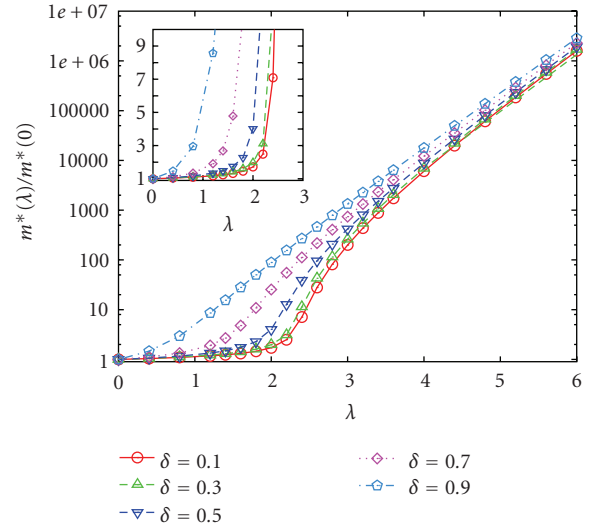 1e + 07
1e + 06
100000
10000
1000
100
10
1
m*(λ)/m*(0)
9
7
5
3
1
0 1 2 3
λ
0 1 2 3 4 5 6
λ
δ = 0.1
δ = 0.3
δ = 0.5
δ = 0.7
δ = 0.9